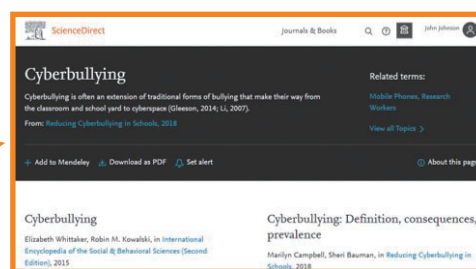 ScienceDirect
Journals & Books
John Johnson
Cyberbullying
Cyberbullying is often an extension of traditional forms of bullying that make their way from
the classroom and school yard to cyberspace (Gleeson, 2014; Li, 2007).
From: Reducing Cyberbullying in Schools, 2018
Related terms:
Mobile Phones, Research
Workers
View all Topics
+ Add to Mendeley
Download as PDF
Set alert
About this page
Cyberbullying
Elizabeth Whittaker, Robin M. Kowalski, in International
Encyclopedia of the Social & Behavioral Sciences (Second
Edition), 2015
Cyberbullying: Definition, consequences,
prevalence
Marilyn Campbell, Sheri Bauman, in Reducing Cyberbullying in
Schools, 2018